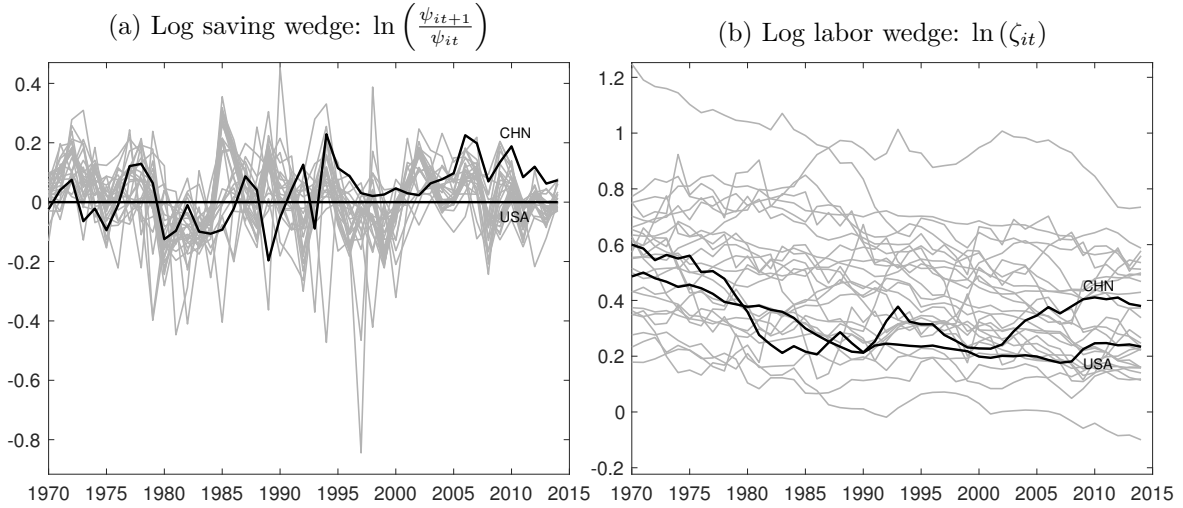 (a) Log saving wedge: ln (ψit+1/ψit)
0.4
0.2
0
-0.2
-0.4
-0.6
-0.8
CHN
USA
1970 1975 1980 1985 1990 1995 2000 2005 2010 2015
(b) Log labor wedge: ln (ζit)
1.2
1
0.8
0.6
0.4
0.2
0
-0.2
CHN
USA
1970 1975 1980 1985 1990 1995 2000 2005 2010 2015